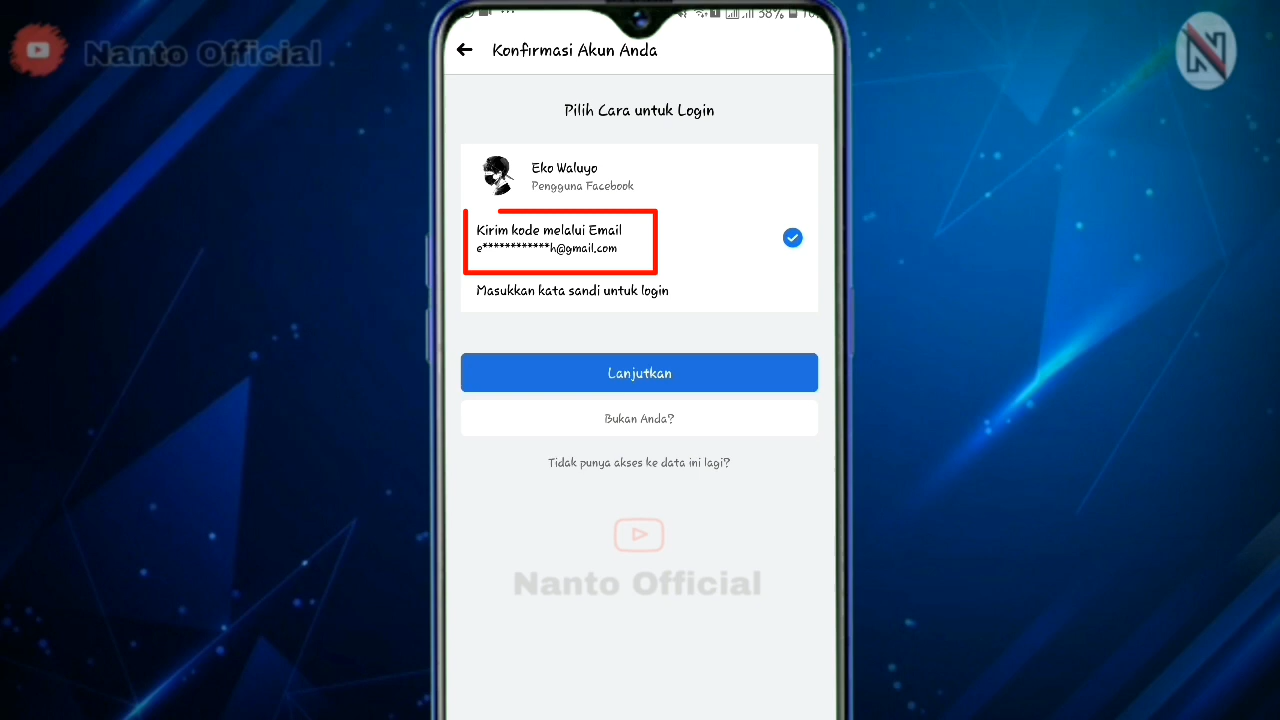 Nanto Official
38%
Konfirmasi Akun Anda
N
Pilih Cara untuk Login
Eko Waluyo
Pengguna Facebook
Kirim kode melalui Email
e************h@gmail.com
Masukkan kata sandi untuk login
Lanjutkan
Bukan Anda?
Tidak punya akses ke data ini lagi?
Nanto Official